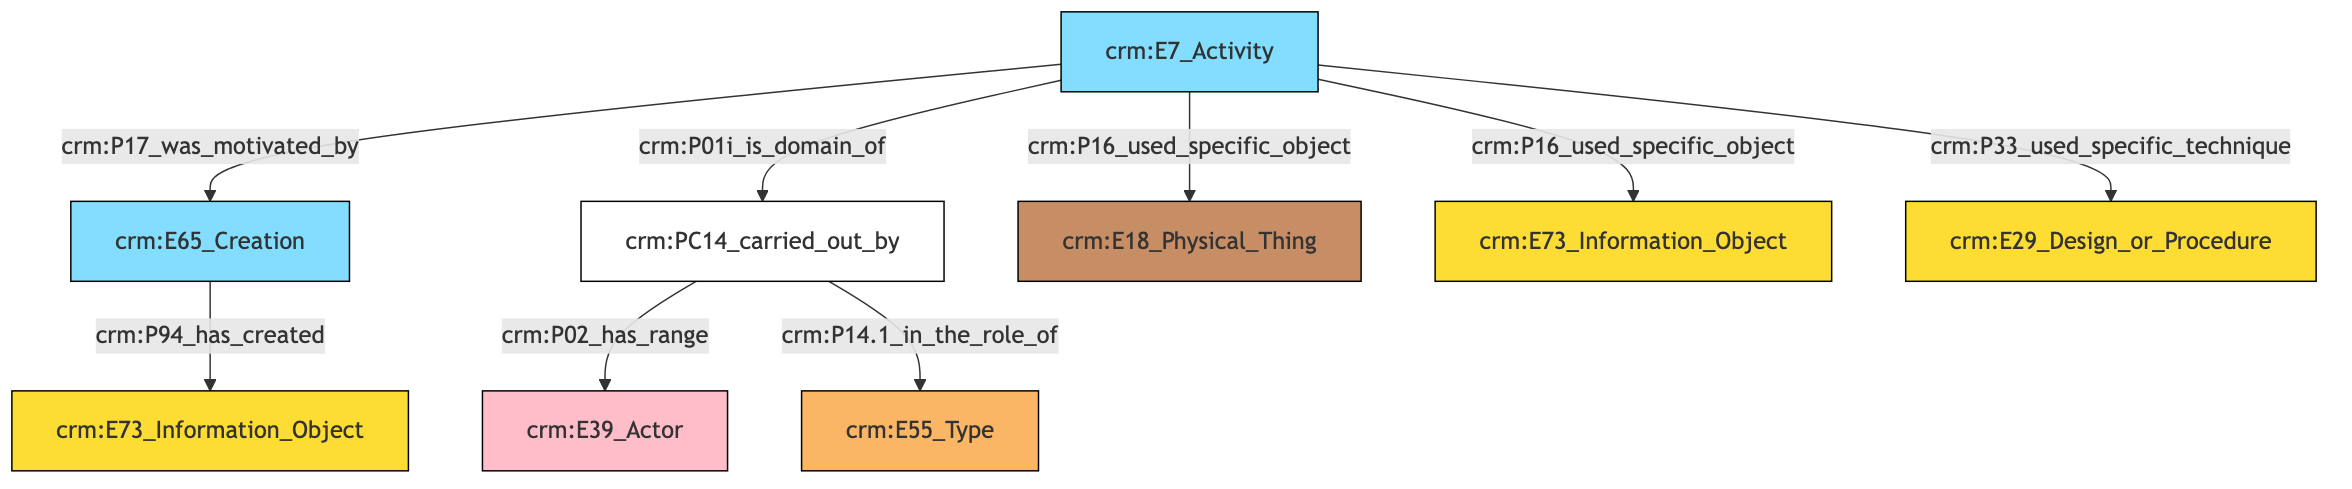 crm:E7_Activity
crm:P17_was_motivated_by
crm:P01i_is_domain_of
crm:P16_used_specific_object
crm:P16_used_specific_object
crm:P33_used_specific_technique
crm:E65_Creation
crm:PC14_carried_out_by
crm:E18_Physical_Thing
crm:E73_Information_Object
crm:E29_Design_or_Procedure
crm:P94_has_created
crm:P02_has_range
crm:P14.1_in_the_role_of
crm:E73_Information_Object
crm:E39_Actor
crm:E55_Type